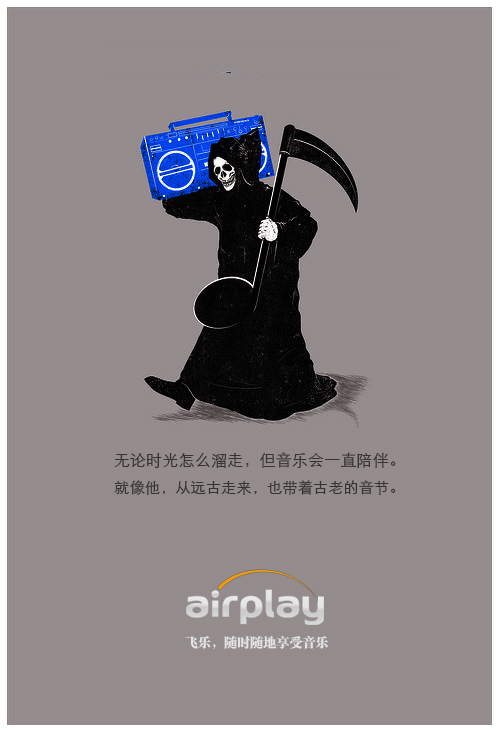 无论时光怎么溜走，但音乐会一直陪伴。
就像他，从远古走来，也带着古老的音节。
airplay
飞乐，随时随地享受音乐